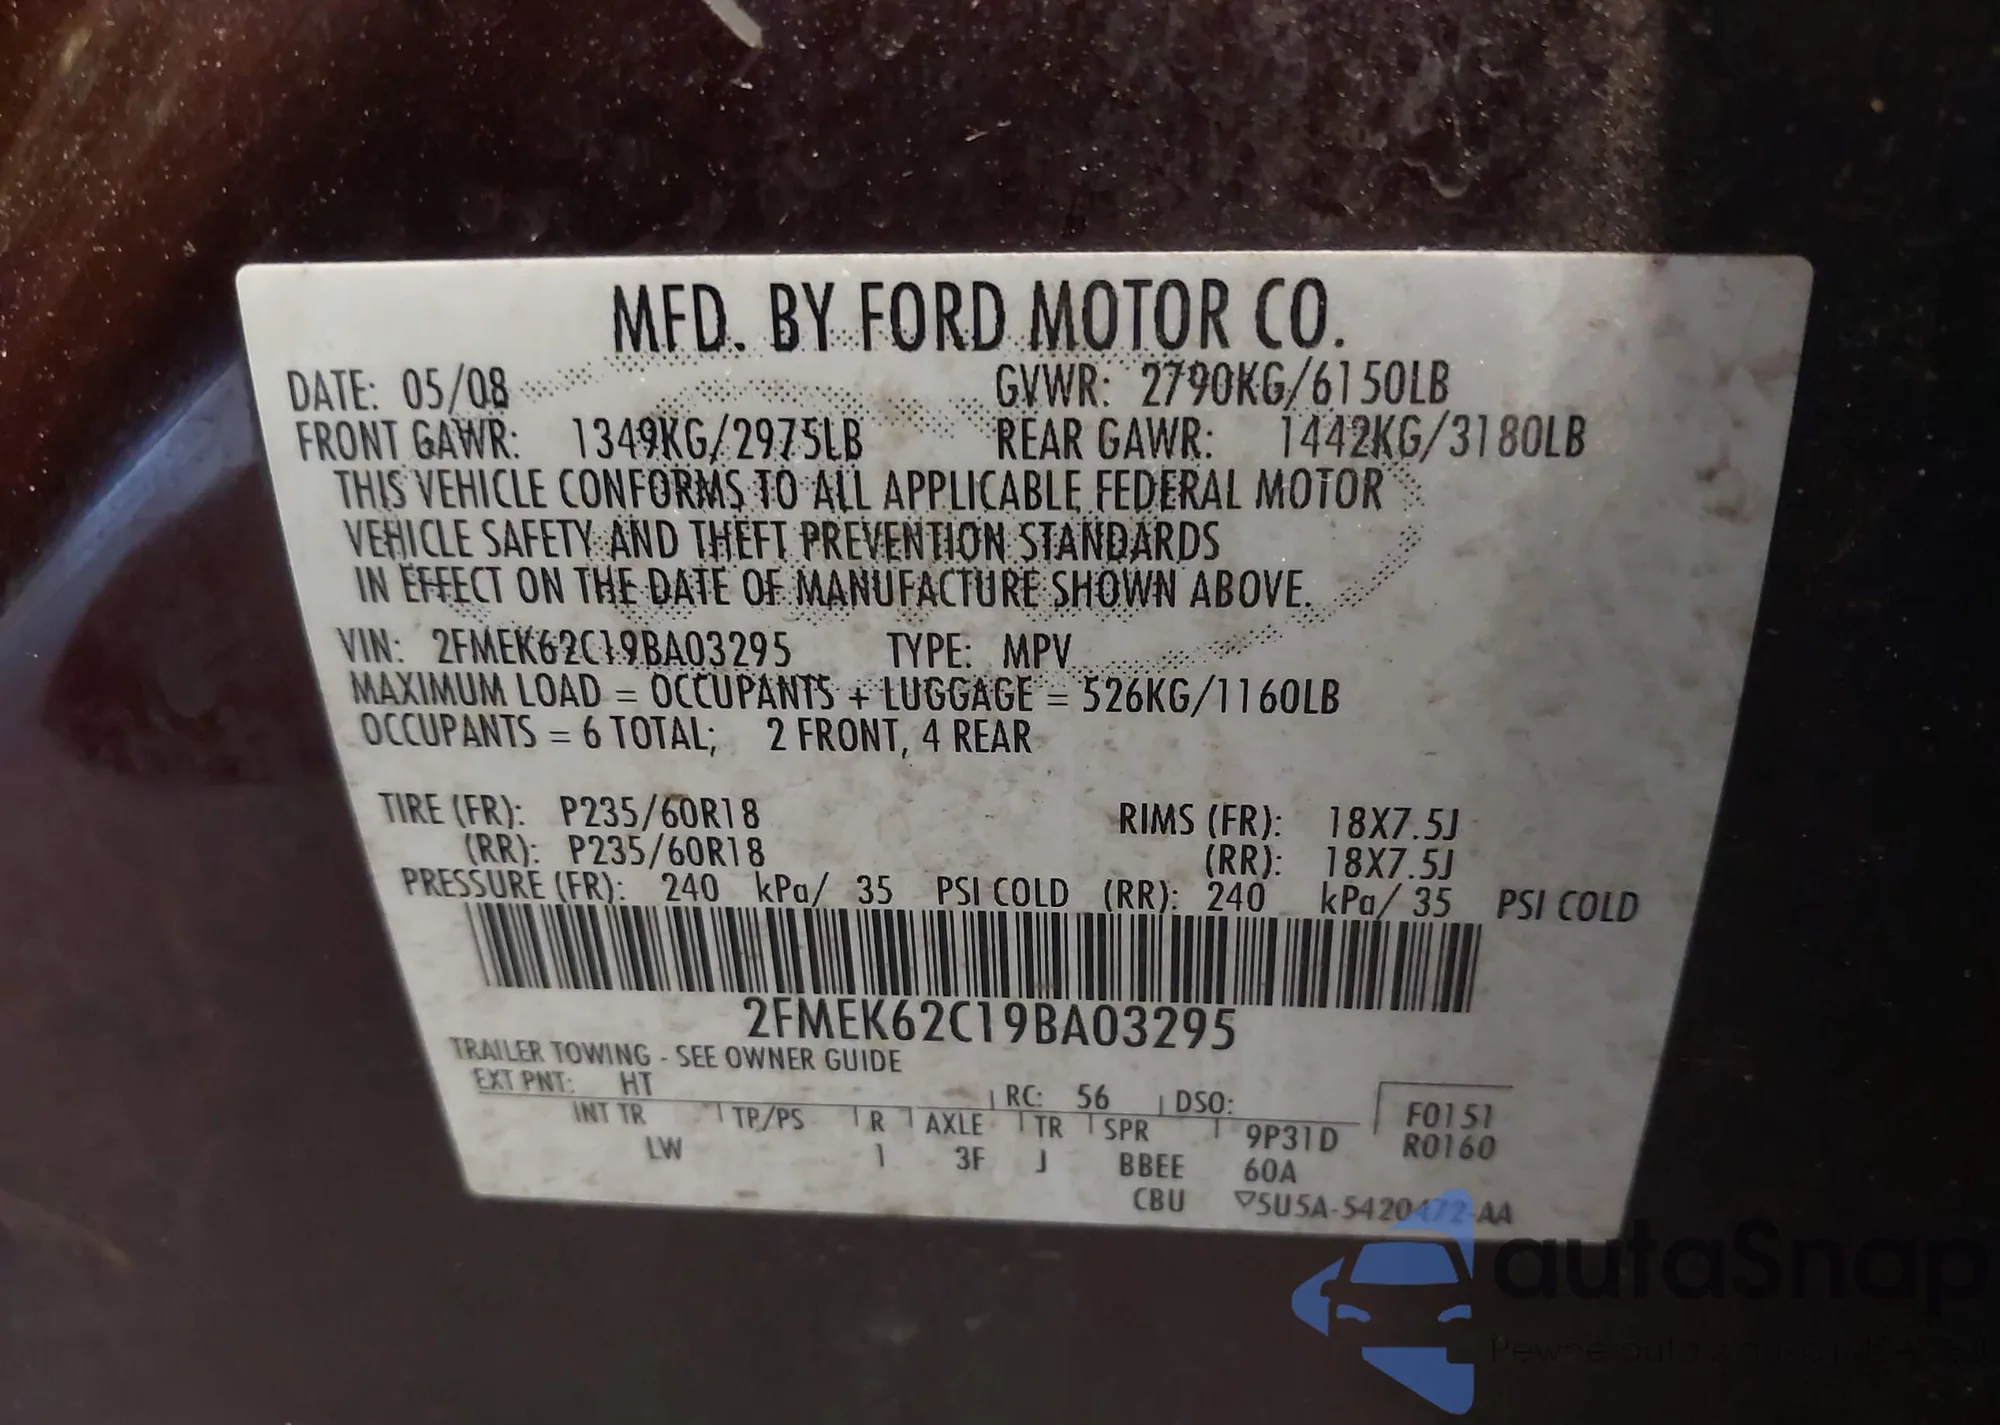 MFD. BY FORD MOTOR CO.
DATE: 05/08 GVWR: 2790KG/6150LB
FRONT GAWR: 1349KG/2975LB REAR GAWR: 1442KG/3180LB
THIS VEHICLE CONFORMS TO ALL APPLICABLE FEDERAL MOTOR
VEHICLE SAFETY AND THEFT PREVENTION STANDARDS
IN EFFECT ON THE DATE OF MANUFACTURE SHOWN ABOVE.
VIN: 2FMEK62C19BA03295 TYPE: MPV
MAXIMUM LOAD = OCCUPANTS + LUGGAGE = 526KG/1160LB
OCCUPANTS = 6 TOTAL; 2 FRONT, 4 REAR
TIRE (FR): P235/60R18 RIMS (FR): 18X7.5J
(RR): P235/60R18 (RR): 18X7.5J
PRESSURE (FR): 240 kPa/ 35 PSI COLD (RR): 240 kPa/ 35 PSI COLD
2FMEK62C19BA03295
TRAILER TOWING - SEE OWNER GUIDE
EXT PNT: HT RC: 56 DSO: F0151
INT TR TP/PS R AXLE TR SPR 9P31D R0160
LW 1 3F J BBEE 60A
CBU ▽5U5A-5420472-AA
autaSnap